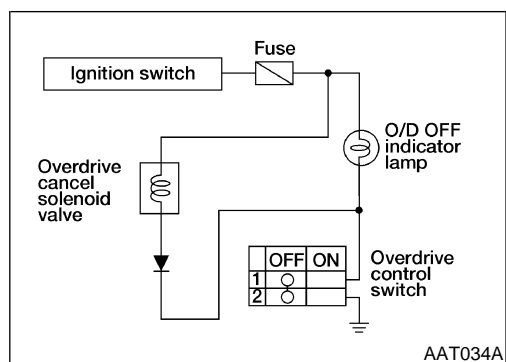 Fuse
Ignition switch
O/D OFF
indicator
lamp
Overdrive
cancel
solenoid
valve
OFF ON
1
2
Overdrive
control
switch
AAT034A